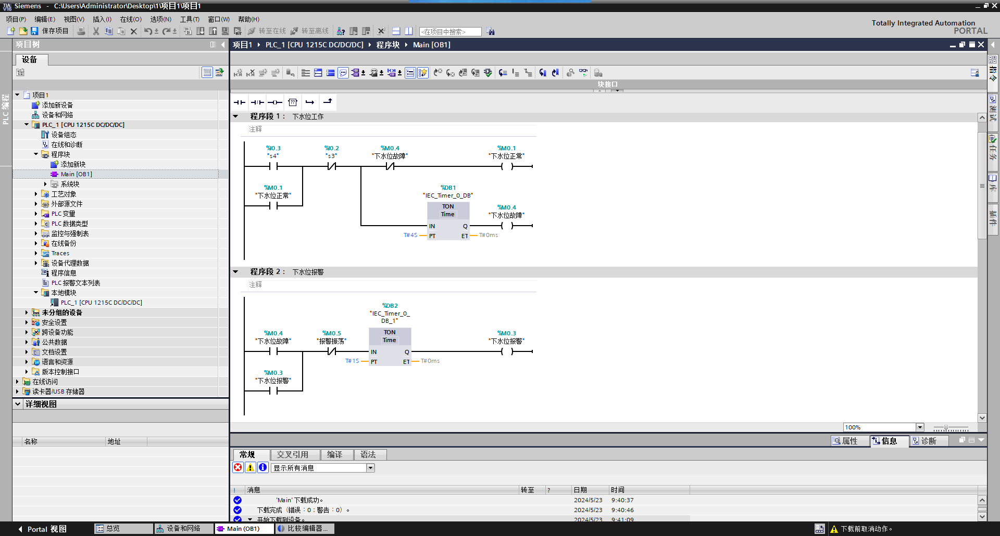 Siemens  -  C:\Users\Administrator\Desktop\1\项目1\项目1
项目(P) 编辑(E) 视图(V) 插入(I) 在线(O) 选项(N) 工具(T) 窗口(W) 帮助(H)
Totally Integrated Automation
PORTAL
保存项目 转至在线 转至离线 <在项目中搜索>
项目树
设备
PLC 编程
项目1
添加新设备
设备和网络
PLC_1 [CPU 1215C DC/DC/DC]
设备组态
在线和诊断
程序块
添加新块
Main [OB1]
系统块
工艺对象
外部源文件
PLC 变量
PLC 数据类型
监控与强制表
在线备份
Traces
设备代理数据
程序信息
PLC 报警文本列表
本地模块
PLC_1 [CPU 1215C DC/DC/DC]
未分组的设备
安全设置
跨设备功能
公共数据
文档设置
语言和资源
版本控制接口
在线访问
读卡器/USB 存储器
详细视图
名称 地址
项目1 PLC_1 [CPU 1215C DC/DC/DC] 程序块 Main [OB1]
块接口
程序段 1： 下水位工作
注释
%I0.3 %I0.2 %M0.4 %M0.1
"s4" "s3" "下水位故障" "下水位正常"
%M0.1
"下水位正常"
%DB1
"IEC_Timer_0_DB"
TON
Time
%M0.4
"下水位故障"
IN Q
T#4S PT ET T#0ms
程序段 2： 下水位报警
注释
%DB2
"IEC_Timer_0_
DB_1"
%M0.4 %M0.5 TON %M0.3
"下水位故障" "报警振荡" Time "下水位报警"
IN Q
T#1S PT ET T#0ms
%M0.3
"下水位报警"
100%
属性 信息 诊断
常规 交叉引用 编译 语法
显示所有消息
! 消息 转至 ? 日期 时间
'Main' 下载成功。 2024/5/23 9:40:37
下载完成（错误：0；警告：0）。 2024/5/23 9:40:46
开始下载到设备。 2024/5/23 9:41:09
指令
测试
任务
库
插件
Portal 视图 总览 设备和网络 Main (OB1) 比较编辑器... 下载前取消动作。